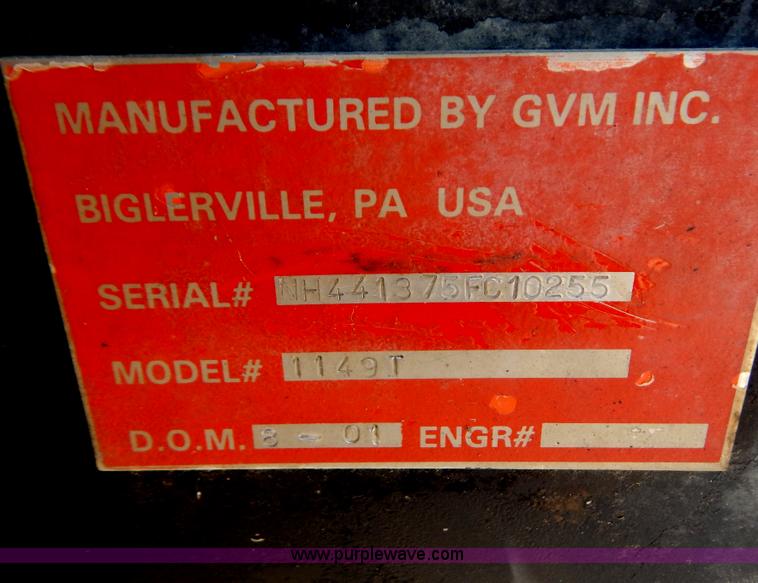 MANUFACTURED BY GVM INC.
BIGLERVILLE, PA USA
SERIAL# NH441375FC10255
MODEL# 1149T
D.O.M. 8 - 01 ENGR#
www.purplewave.com